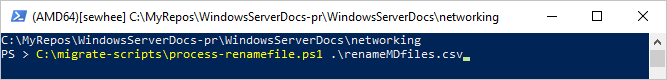 (AMD64)[sewhee] C:\MyRepos\WindowsServerDocs-pr\WindowsServerDocs\networking
C:\MyRepos\WindowsServerDocs-pr\WindowsServerDocs\networking
PS > C:\migrate-scripts\process-renamefile.ps1 .\renameMDfiles.csv